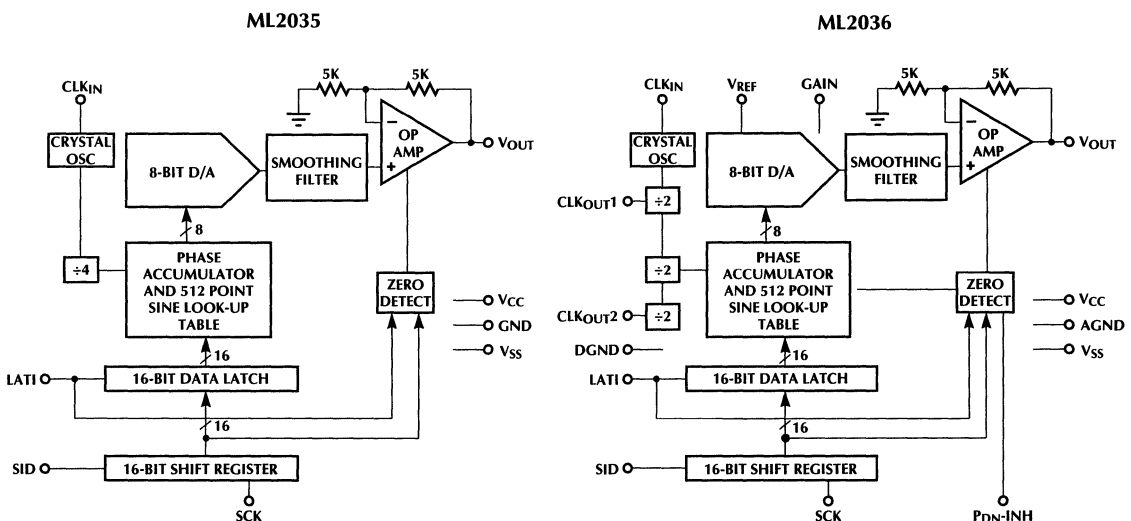 ML2035
CLKIN
CRYSTAL
OSC
÷4
8-BIT D/A
SMOOTHING
FILTER
5K
5K
−
+
OP
AMP
VOUT
8
PHASE
ACCUMULATOR
AND 512 POINT
SINE LOOK-UP
TABLE
ZERO
DETECT
VCC
GND
VSS
16
LATI
16-BIT DATA LATCH
16
SID
16-BIT SHIFT REGISTER
SCK
ML2036
CLKIN
VREF
GAIN
CRYSTAL
OSC
CLKOUT1
÷2
÷2
CLKOUT2
÷2
DGND
8-BIT D/A
SMOOTHING
FILTER
5K
5K
−
+
OP
AMP
VOUT
8
PHASE
ACCUMULATOR
AND 512 POINT
SINE LOOK-UP
TABLE
ZERO
DETECT
VCC
AGND
VSS
16
LATI
16-BIT DATA LATCH
16
SID
16-BIT SHIFT REGISTER
SCK
PDN-INH